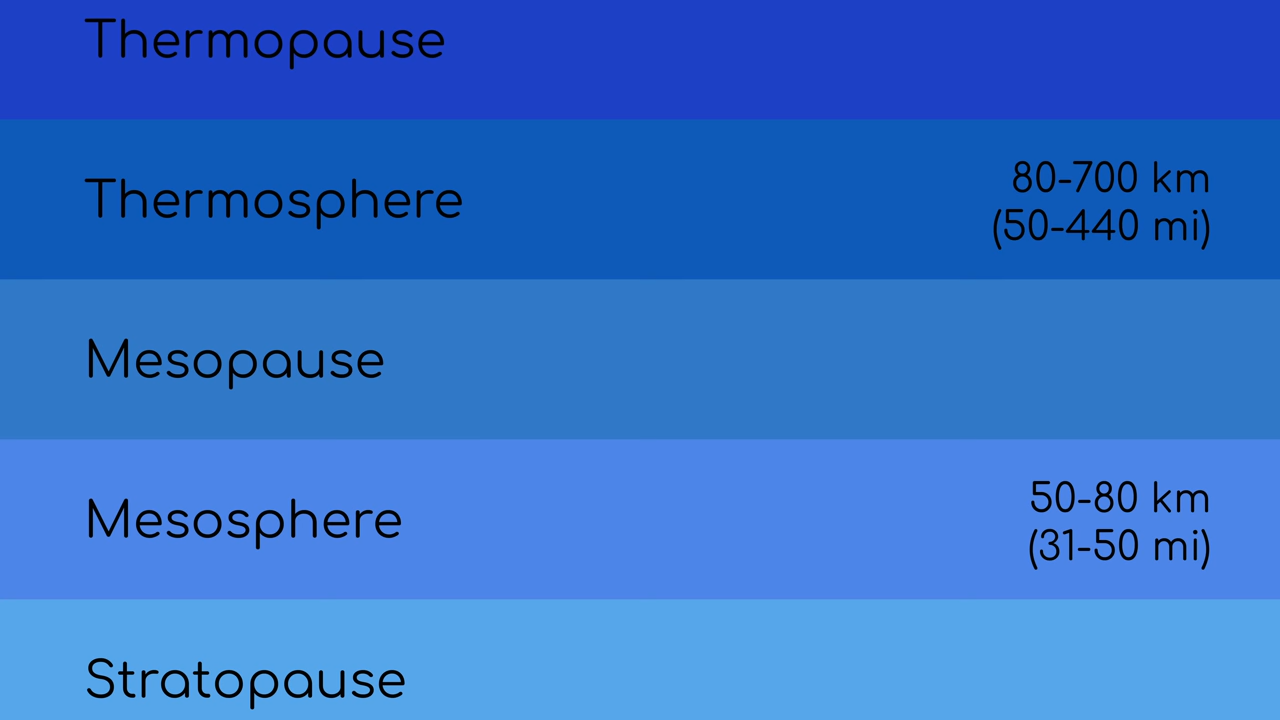 Thermopause
Thermosphere
80-700 km
(50-440 mi)
Mesopause
Mesosphere
50-80 km
(31-50 mi)
Stratopause